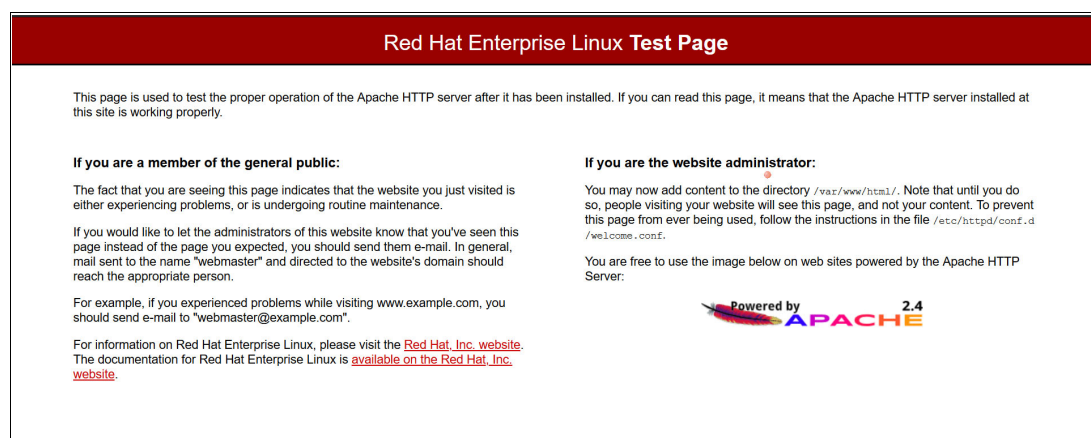 Red Hat Enterprise Linux Test Page
This page is used to test the proper operation of the Apache HTTP server after it has been installed. If you can read this page, it means that the Apache HTTP server installed at
this site is working properly.
If you are a member of the general public:
The fact that you are seeing this page indicates that the website you just visited is
either experiencing problems, or is undergoing routine maintenance.
If you would like to let the administrators of this website know that you've seen this
page instead of the page you expected, you should send them e-mail. In general,
mail sent to the name "webmaster" and directed to the website's domain should
reach the appropriate person.
For example, if you experienced problems while visiting www.example.com, you
should send e-mail to "webmaster@example.com".
For information on Red Hat Enterprise Linux, please visit the Red Hat, Inc. website.
The documentation for Red Hat Enterprise Linux is available on the Red Hat, Inc.
website.
If you are the website administrator:
You may now add content to the directory /var/www/html/. Note that until you do
so, people visiting your website will see this page, and not your content. To prevent
this page from ever being used, follow the instructions in the file /etc/httpd/conf.d
/welcome.conf.
You are free to use the image below on web sites powered by the Apache HTTP
Server:
Powered by 2.4
APACHE